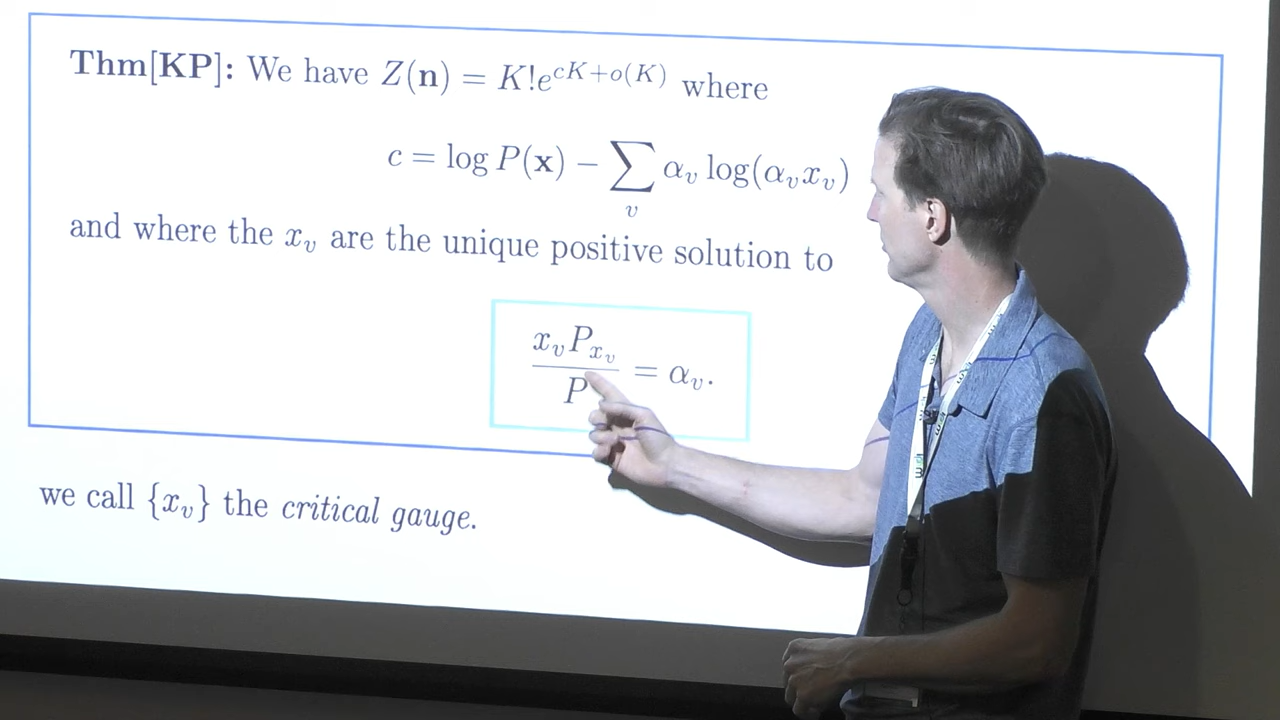 Thm[KP]: We have Z(n) = K!e^{cK+o(K)} where
c = log P(x) − ∑_v α_v log(α_v x_v)
and where the x_v are the unique positive solution to
x_v P_{x_v} / P = α_v.
we call {x_v} the critical gauge.